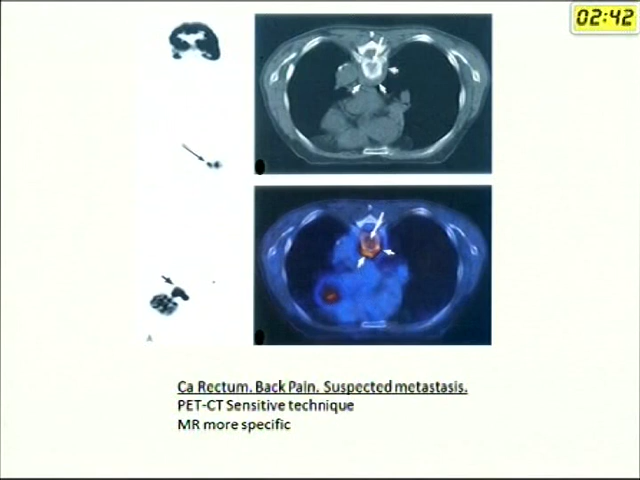 02:42
A
Ca Rectum. Back Pain. Suspected metastasis.
PET-CT Sensitive technique
MR more specific